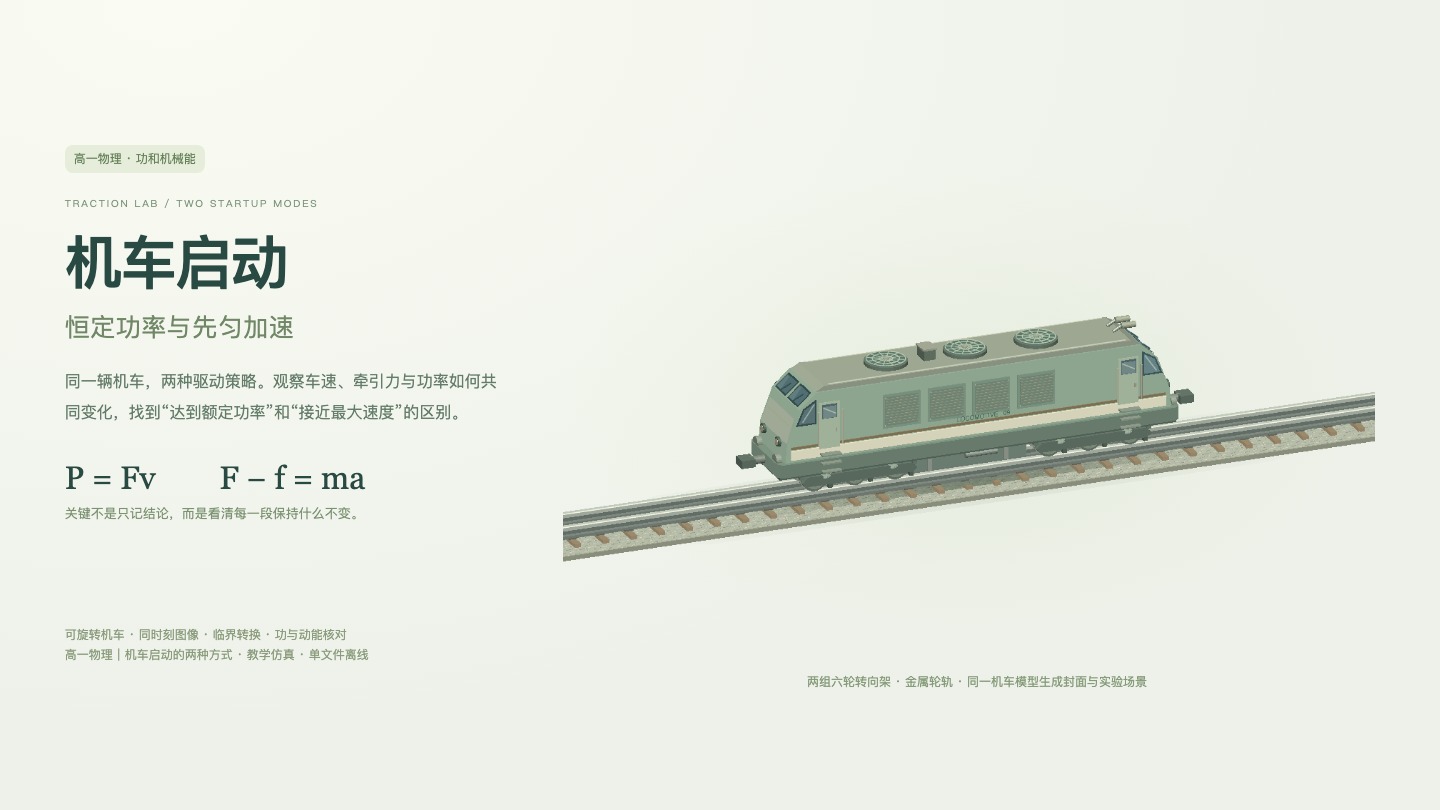 高一物理 · 功和机械能
TRACTION LAB / TWO STARTUP MODES
机车启动
恒定功率与先匀加速
同一辆机车，两种驱动策略。观察车速、牵引力与功率如何共
同变化，找到“达到额定功率”和“接近最大速度”的区别。
P = Fv F − f = ma
关键不是只记结论，而是看清每一段保持什么不变。
可旋转机车 · 同时刻图像 · 临界转换 · 功与动能核对
高一物理｜机车启动的两种方式 · 教学仿真 · 单文件离线
两组六轮转向架 · 金属轮轨 · 同一机车模型生成封面与实验场景